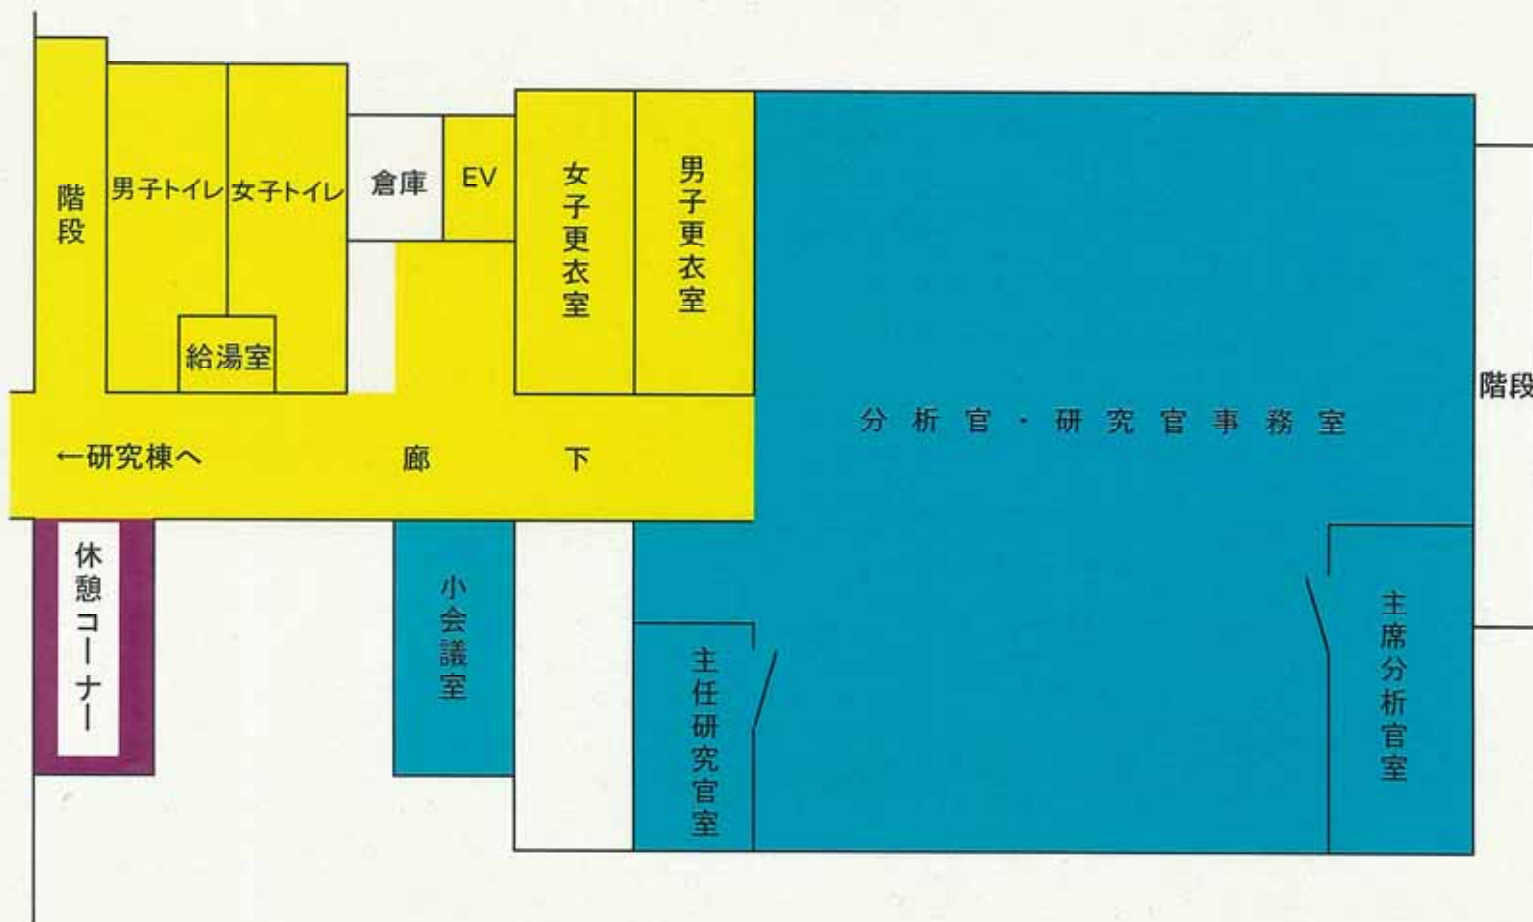 階段
男子トイレ
女子トイレ
給湯室
倉庫
EV
女子更衣室
男子更衣室
分析官・研究官事務室
階段
←研究棟へ
廊下
休憩コーナー
小会議室
主任研究官室
主席分析官室